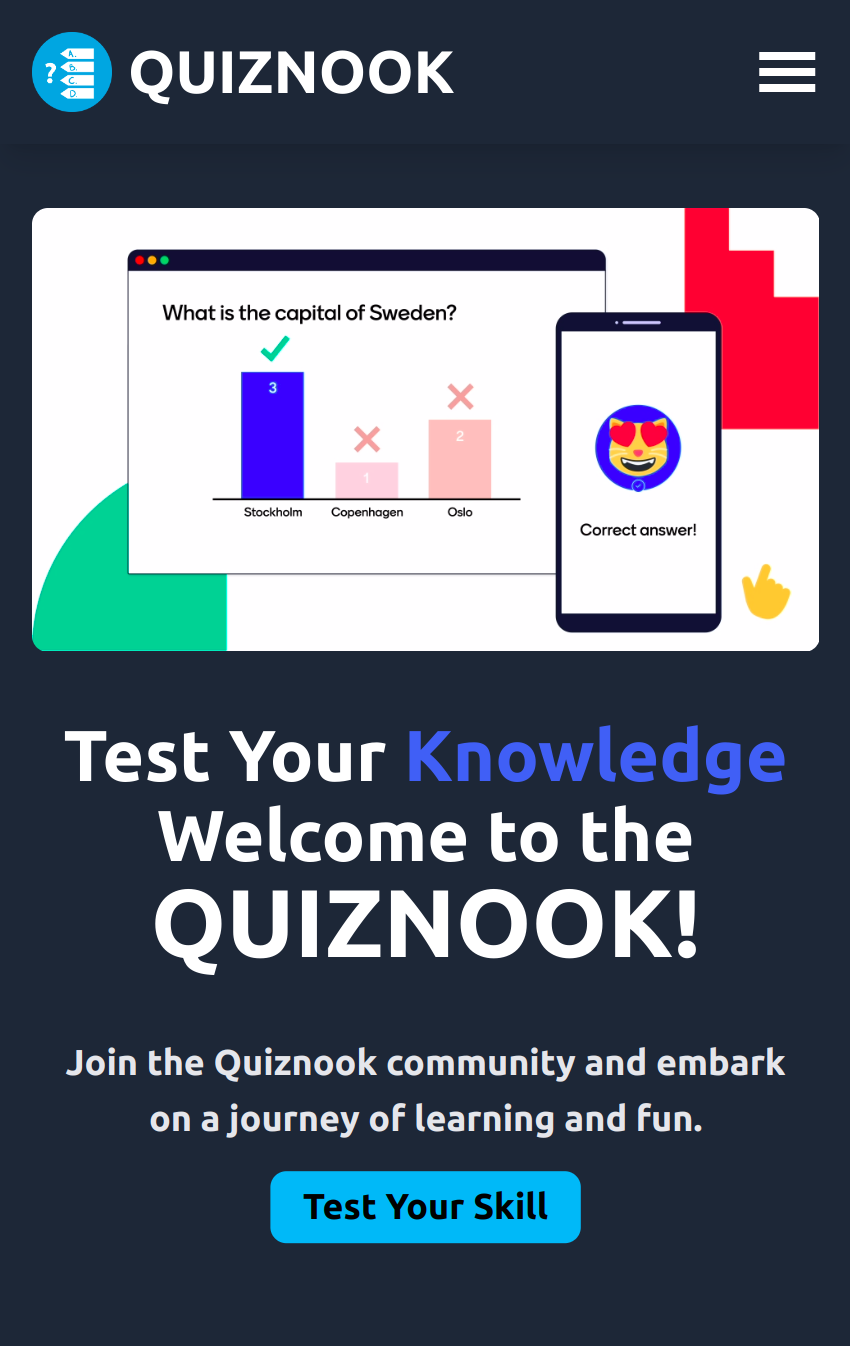 ? A. B. C. D.
QUIZNOOK
What is the capital of Sweden?
3
1
2
Stockholm Copenhagen Oslo
Correct answer!
Test Your Knowledge
Welcome to the
QUIZNOOK!
Join the Quiznook community and embark
on a journey of learning and fun.
Test Your Skill